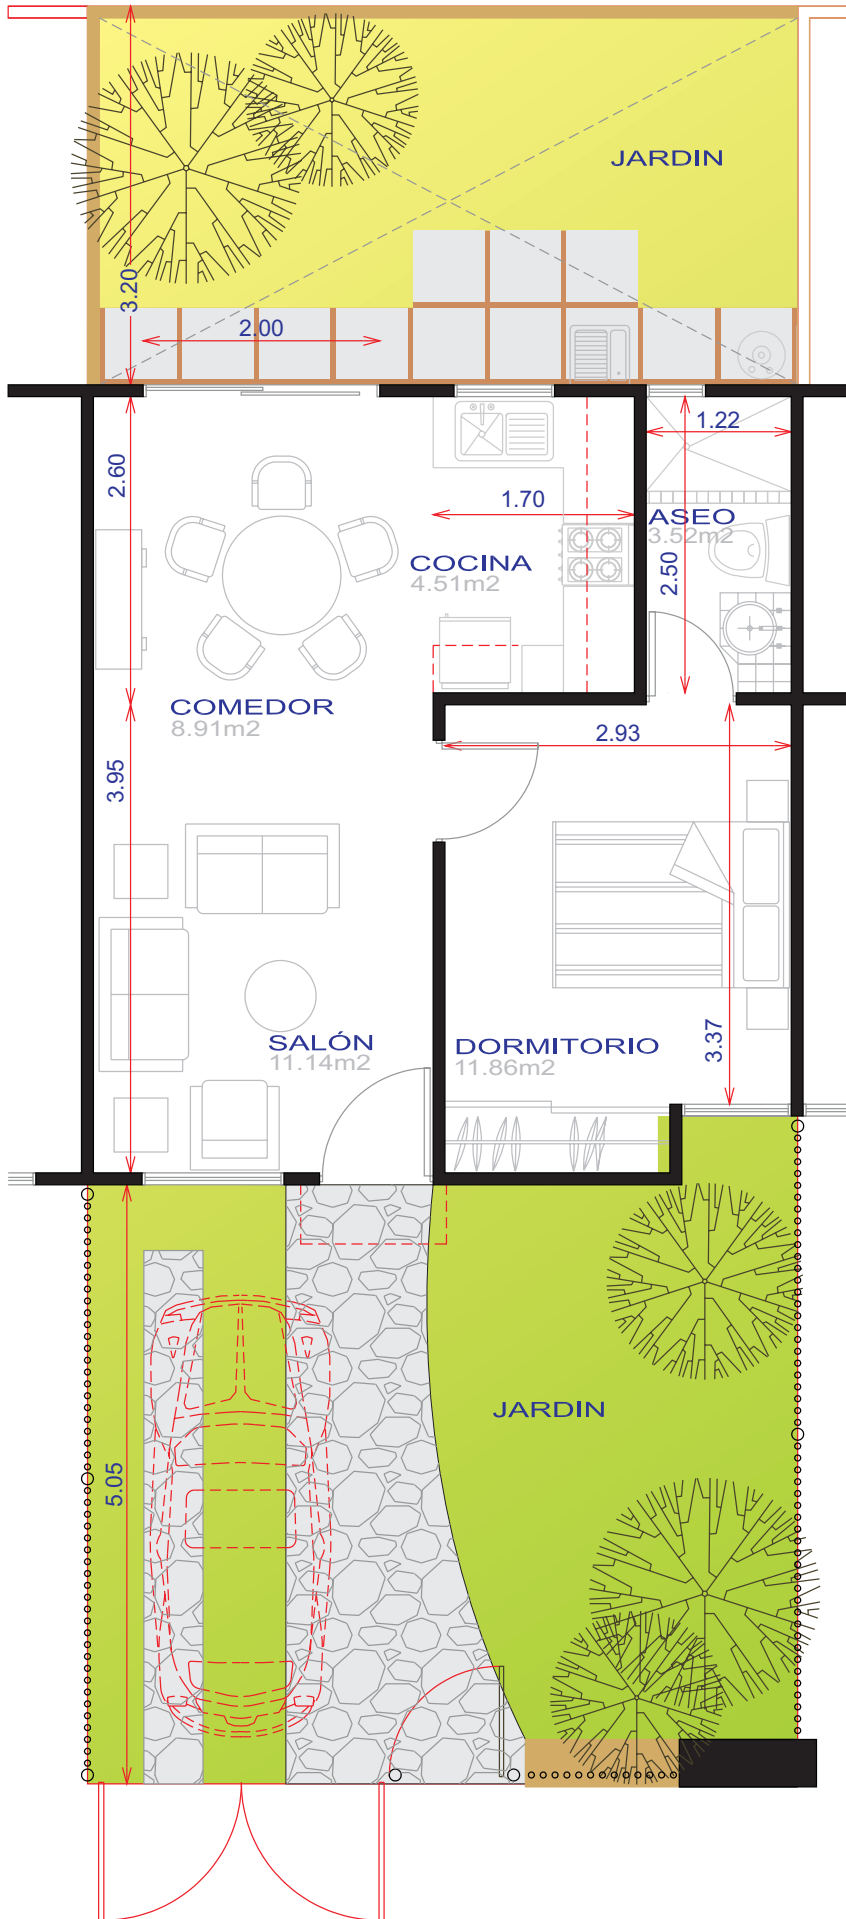 JARDIN
3.20
2.00
2.60
1.22
1.70
ASEO
3.52m2
COCINA
4.51m2
2.50
COMEDOR
8.91m2
2.93
3.95
SALÓN
11.14m2
DORMITORIO
11.86m2
3.37
JARDIN
5.05